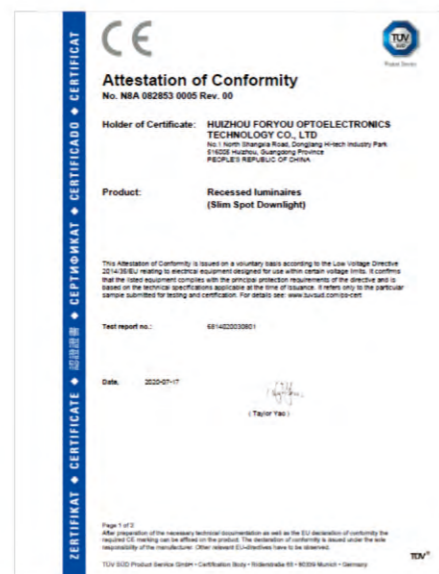 CE
TÜV
SÜD
Product Service
Attestation of Conformity
No. N8A 082853 0005 Rev. 00
Holder of Certificate: HUIZHOU FORYOU OPTOELECTRONICS
TECHNOLOGY CO., LTD
No.1 North Shangxia Road, Dongjiang Hi-tech Industry Park
516005 Huizhou, Guangdong Province
PEOPLE'S REPUBLIC OF CHINA
Product: Recessed luminaires
(Slim Spot Downlight)
This Attestation of Conformity is issued on a voluntary basis according to the Low Voltage Directive
2014/35/EU relating to electrical equipment designed for use within certain voltage limits. It confirms
that the listed equipment complies with the principal protection requirements of the directive and is
based on the technical specifications applicable at the time of issuance. It refers only to the particular
sample submitted for testing and certification. For details see: www.tuvsud.com/ps-cert
Test report no.: 6814020030601
Date, 2020-07-17
( Taylor Yao )
Page 1 of 2
After preparation of the necessary technical documentation as well as the EU declaration of conformity the
required CE marking can be affixed on the product. The declaration of conformity is issued under the sole
responsibility of the manufacturer. Other relevant EU-directives have to be observed.
TÜV SÜD Product Service GmbH • Certification Body • Ridlerstraße 65 • 80339 Munich • Germany
TÜV®
ZERTIFIKAT ◆ CERTIFICATE ◆ 認證證書 ◆ СЕРТИФИКАТ ◆ CERTIFICADO ◆ CERTIFICAT